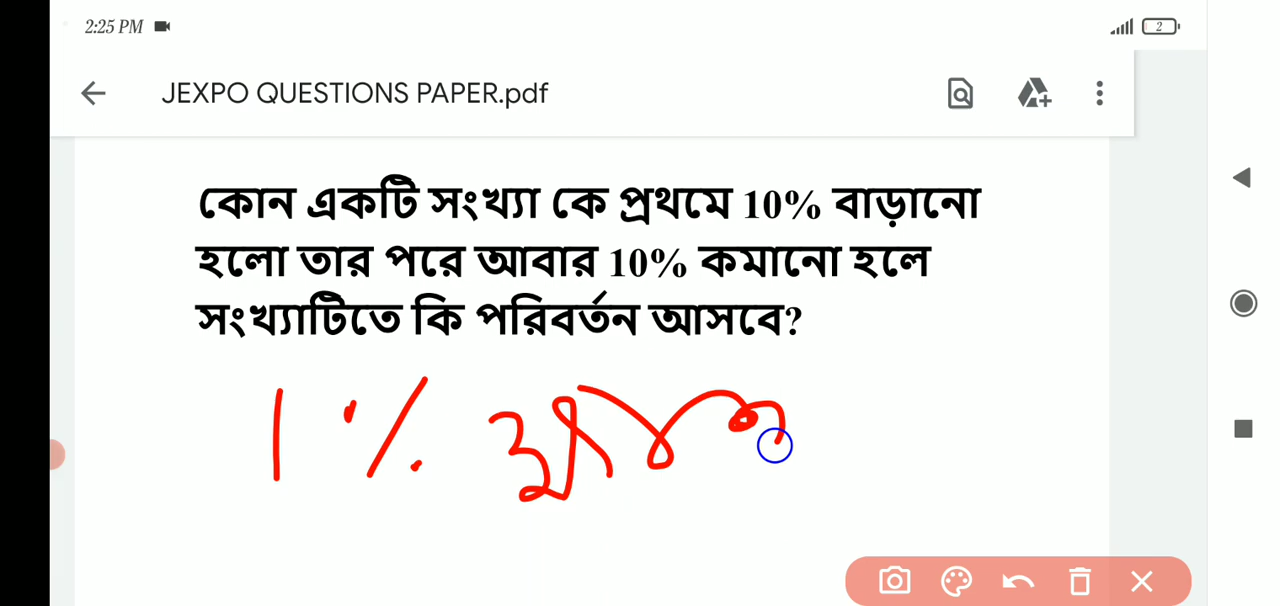 2:25 PM
2
JEXPO QUESTIONS PAPER.pdf
কোন একটি সংখ্যা কে প্রথমে 10% বাড়ানো
হলো তার পরে আবার 10% কমানো হলে
সংখ্যাটিতে কি পরিবর্তন আসবে?
1%